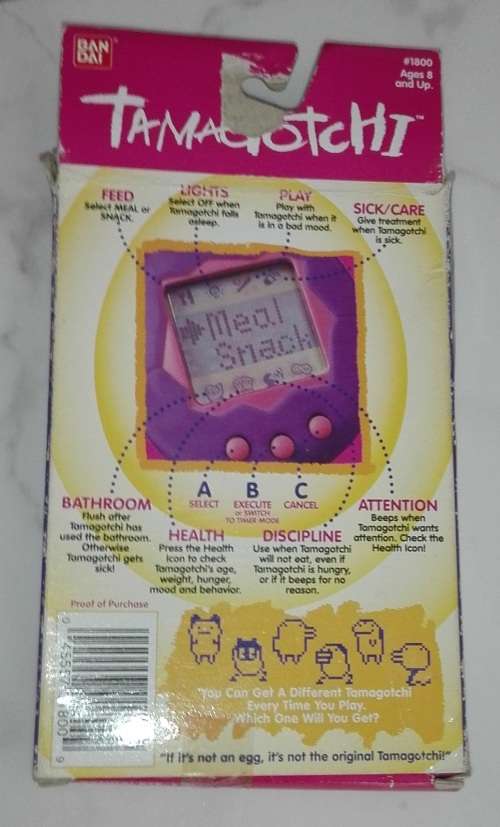 BAN
DAI
#1800
Ages 8
and Up.
TAMAGOTCHI™
FEED
Select MEAL or
SNACK.
LIGHTS
Select OFF when
Tamagotchi falls
asleep.
PLAY
Play with
Tamagotchi when it
is in a bad mood.
SICK/CARE
Give treatment
when Tamagotchi
is sick.
Meal
Snack
A
SELECT
B
EXECUTE
or SWITCH
TO TIMER MODE
C
CANCEL
BATHROOM
Flush after
Tamagotchi has
used the bathroom.
Otherwise
Tamagotchi gets
sick!
HEALTH
Press the Health
Icon to check
Tamagotchi's age,
weight, hunger,
mood and behavior.
DISCIPLINE
Use when Tamagotchi
will not eat, even if
Tamagotchi is hungry,
or if it beeps for no
reason.
ATTENTION
Beeps when
Tamagotchi wants
attention. Check the
Health Icon!
Proof of Purchase
"You Can Get A Different Tamagotchi
Every Time You Play.
Which One Will You Get?
"If it's not an egg, it's not the original Tamagotchi!"